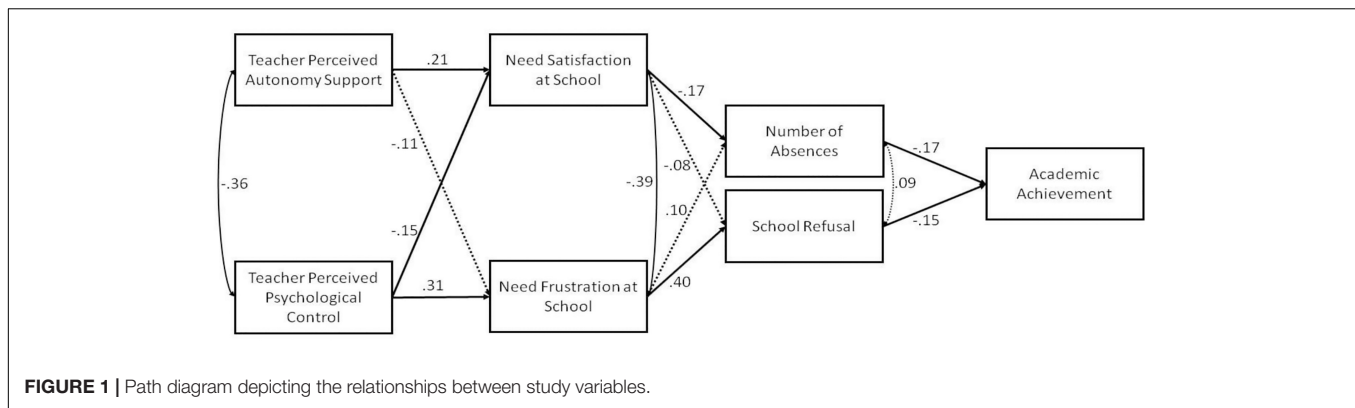 Teacher Perceived
Autonomy Support
.21
Need Satisfaction
at School
-.17
Number of
Absences
-.11
-.08
-.17
-.36
-.39
.09
Academic
Achievement
.10
-.15
School Refusal
-.15
Teacher Perceived
Psychological
Control
.31
Need Frustration at
School
.40
FIGURE 1 | Path diagram depicting the relationships between study variables.